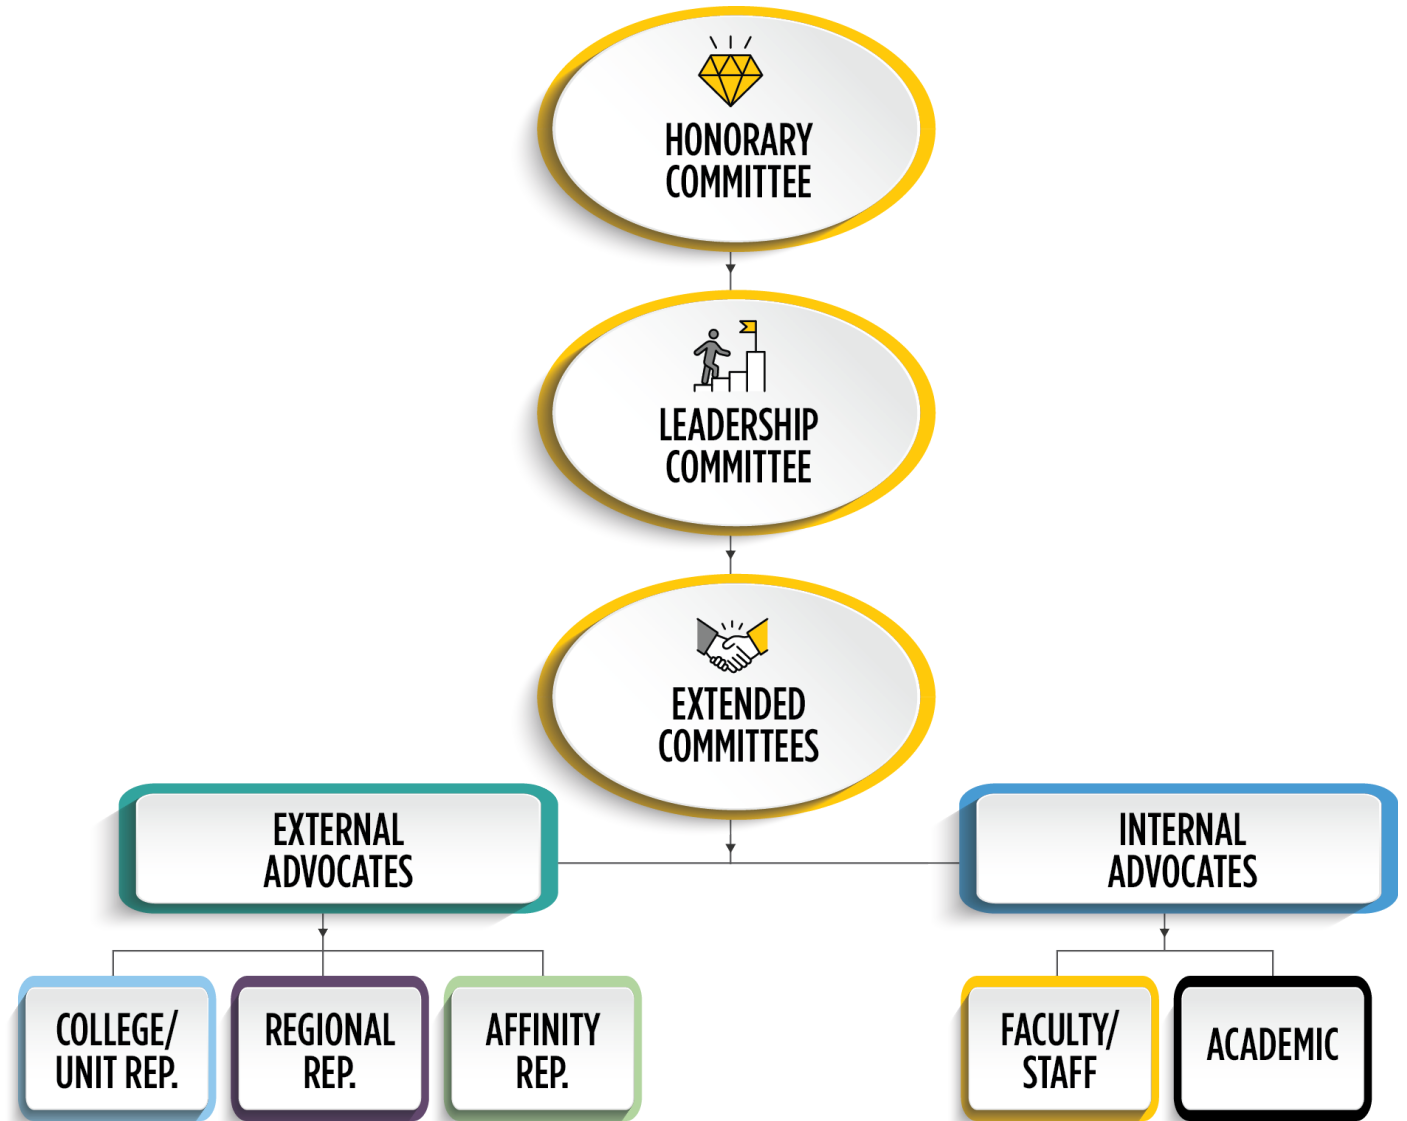 HONORARY
COMMITTEE
LEADERSHIP
COMMITTEE
EXTENDED
COMMITTEES
EXTERNAL
ADVOCATES
INTERNAL
ADVOCATES
COLLEGE/
UNIT REP.
REGIONAL
REP.
AFFINITY
REP.
FACULTY/
STAFF
ACADEMIC